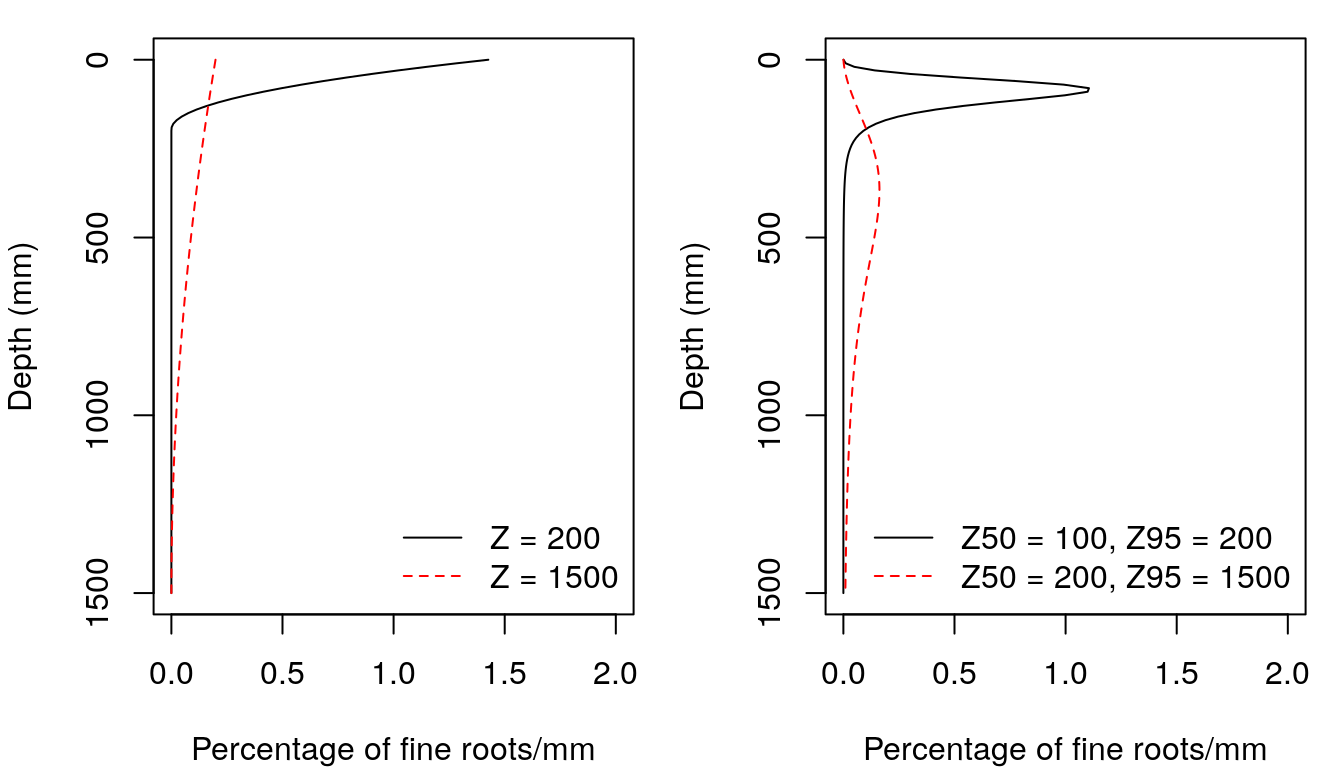 Depth (mm)
0
500
1000
1500
Z = 200
Z = 1500
0.0 0.5 1.0 1.5 2.0
Percentage of fine roots/mm
Depth (mm)
0
500
1000
1500
Z50 = 100, Z95 = 200
Z50 = 200, Z95 = 1500
0.0 0.5 1.0 1.5 2.0
Percentage of fine roots/mm